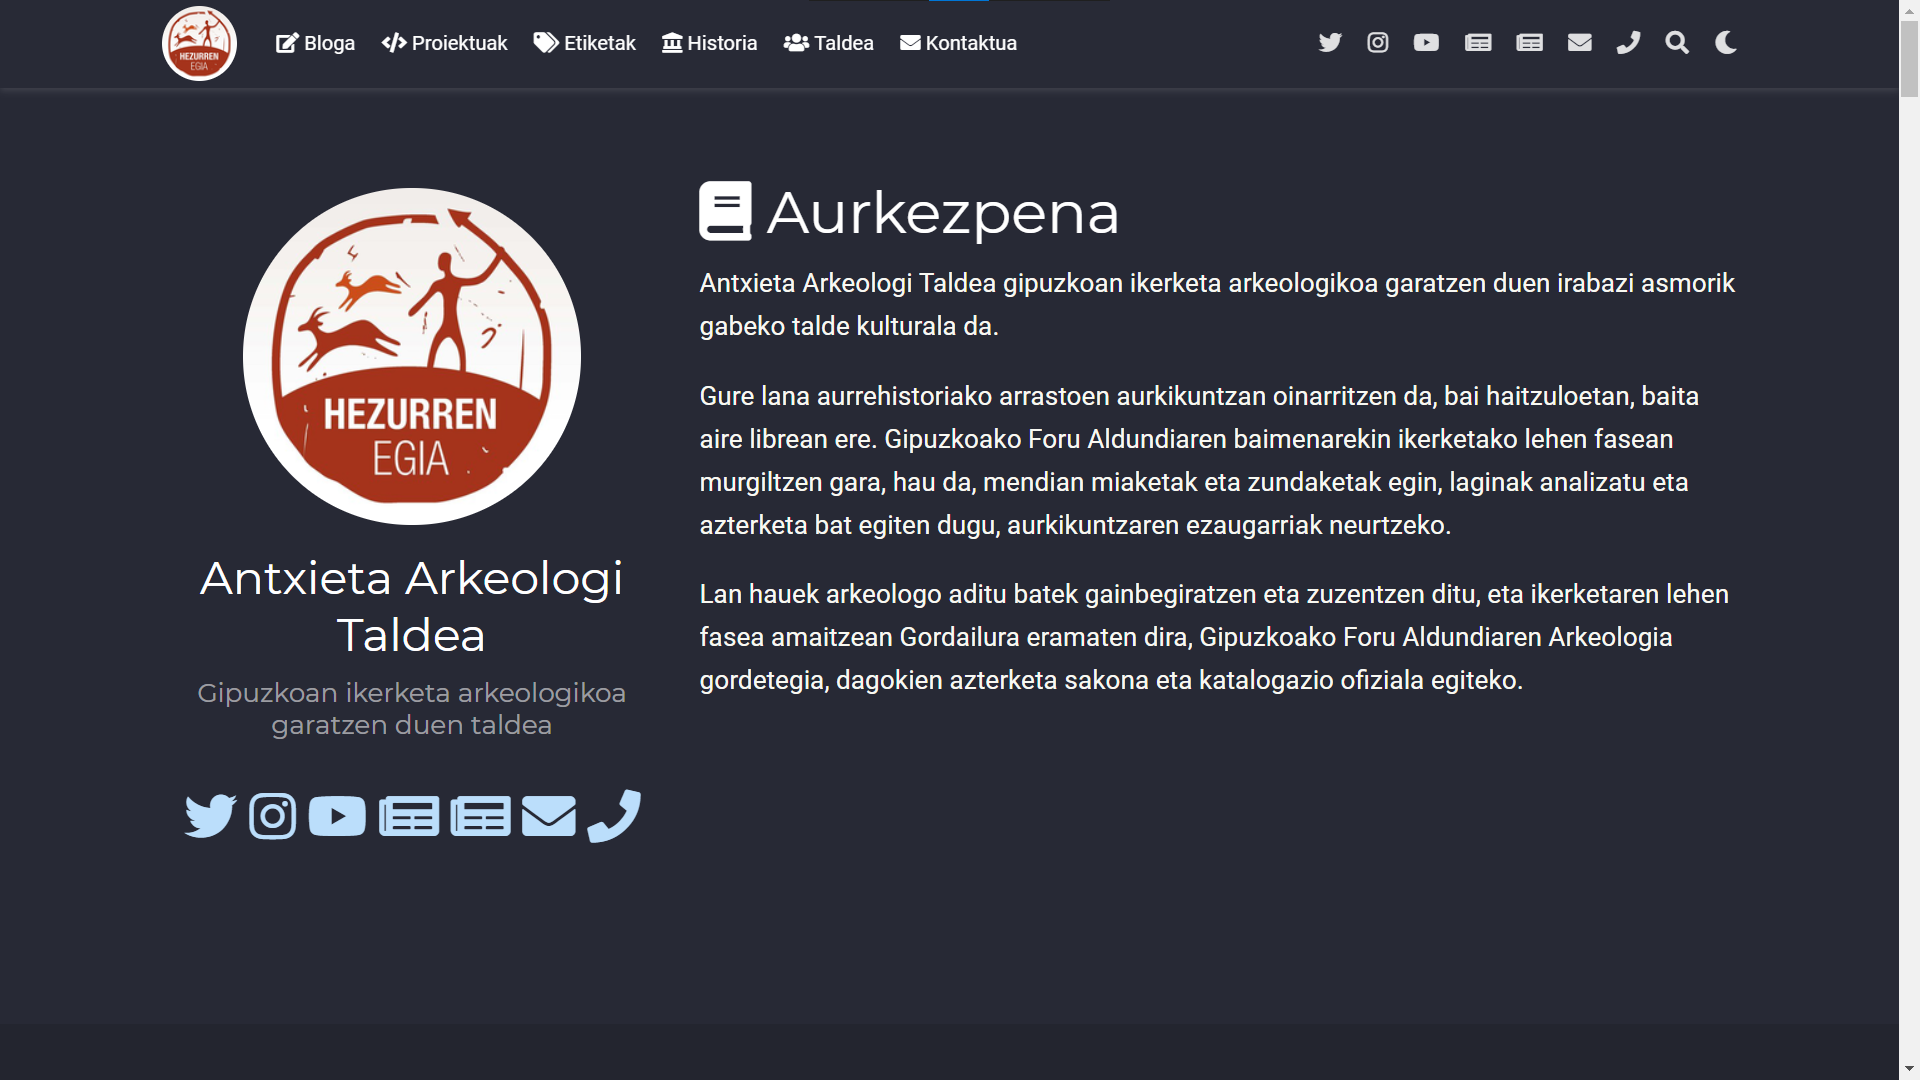 HEZURREN
EGIA
Bloga Proiektuak Etiketak Historia Taldea Kontaktua
HEZURREN
EGIA
Antxieta Arkeologi
Taldea
Gipuzkoan ikerketa arkeologikoa
garatzen duen taldea
Aurkezpena
Antxieta Arkeologi Taldea gipuzkoan ikerketa arkeologikoa garatzen duen irabazi asmorik
gabeko talde kulturala da.
Gure lana aurrehistoriako arrastoen aurkikuntzan oinarritzen da, bai haitzuloetan, baita
aire librean ere. Gipuzkoako Foru Aldundiaren baimenarekin ikerketako lehen fasean
murgiltzen gara, hau da, mendian miaketak eta zundaketak egin, laginak analizatu eta
azterketa bat egiten dugu, aurkikuntzaren ezaugarriak neurtzeko.
Lan hauek arkeologo aditu batek gainbegiratzen eta zuzentzen ditu, eta ikerketaren lehen
fasea amaitzean Gordailura eramaten dira, Gipuzkoako Foru Aldundiaren Arkeologia
gordetegia, dagokien azterketa sakona eta katalogazio ofiziala egiteko.